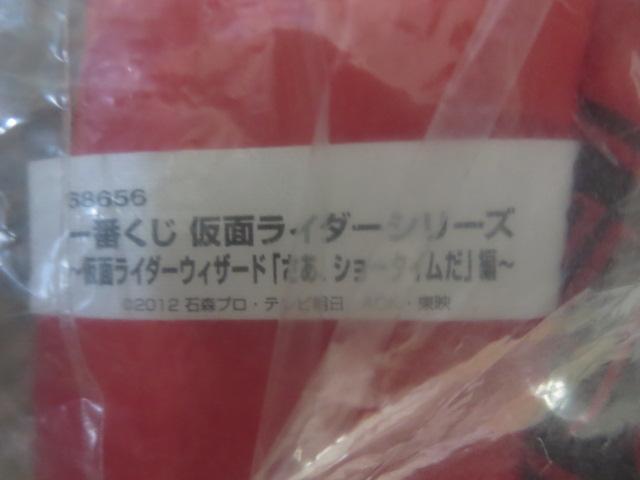 68656
一番くじ 仮面ライダーシリーズ
～仮面ライダーウィザード「さあ、ショータイムだ」編～
©2012 石森プロ・テレビ朝日・ADK・東映